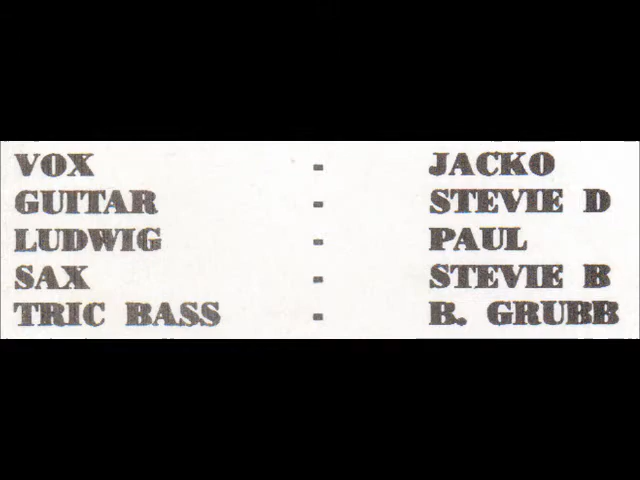 VOX - JACKO
GUITAR - STEVIE D
LUDWIG - PAUL
SAX - STEVIE B
TRIC BASS - B. GRUBB